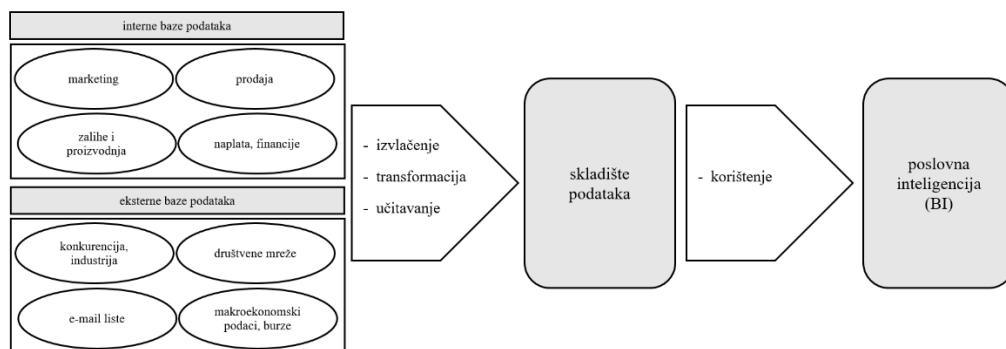 interne baze podataka
marketing
prodaja
zalihe i
proizvodnja
naplata, financije
eksterne baze podataka
konkurencija,
industrija
društvene mreže
e-mail liste
makroekonomski
podaci, burze
- izvlačenje
- transformacija
- učitavanje
skladište
podataka
- korištenje
poslovna
inteligencija
(BI)